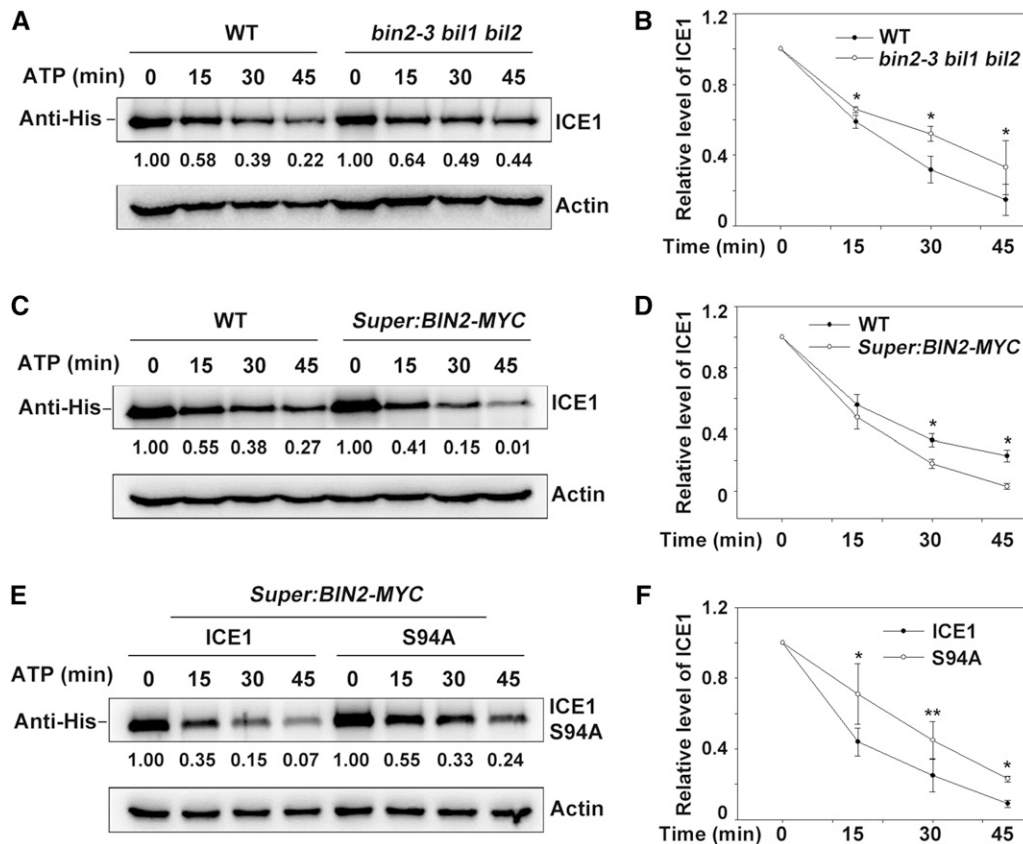 A
WT bin2-3 bil1 bil2
ATP (min) 0 15 30 45 0 15 30 45
Anti-His ICE1
1.00 0.58 0.39 0.22 1.00 0.64 0.49 0.44
Actin
B
1.2
0.8
0.4
0
Relative level of ICE1
WT
bin2-3 bil1 bil2
* * *
Time (min) 0 15 30 45
C
WT Super:BIN2-MYC
ATP (min) 0 15 30 45 0 15 30 45
Anti-His ICE1
1.00 0.55 0.38 0.27 1.00 0.41 0.15 0.01
Actin
D
1.2
0.8
0.4
0
Relative level of ICE1
WT
Super:BIN2-MYC
* *
Time (min) 0 15 30 45
E
Super:BIN2-MYC
ICE1 S94A
ATP (min) 0 15 30 45 0 15 30 45
Anti-His ICE1
S94A
1.00 0.35 0.15 0.07 1.00 0.55 0.33 0.24
Actin
F
1.2
0.8
0.4
0
Relative level of ICE1
ICE1
S94A
* ** *
Time (min) 0 15 30 45